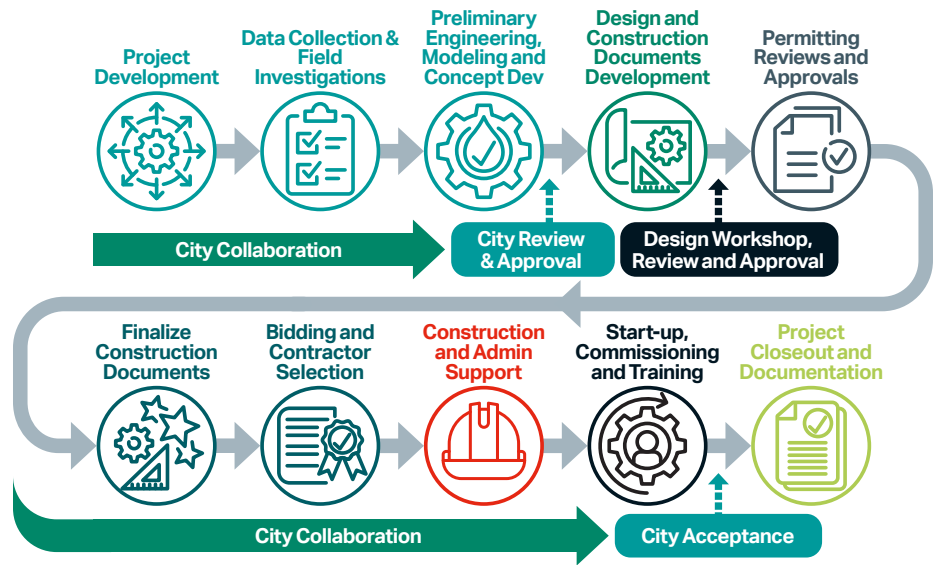 Project
Development
Data Collection &
Field
Investigations
Preliminary
Engineering,
Modeling and
Concept Dev
Design and
Construction
Documents
Development
Permitting
Reviews and
Approvals
City Collaboration
City Review
& Approval
Design Workshop,
Review and Approval
Finalize
Construction
Documents
Bidding and
Contractor
Selection
Construction
and Admin
Support
Start-up,
Commissioning
and Training
Project
Closeout and
Documentation
City Collaboration
City Acceptance